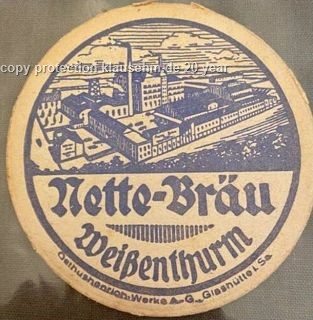 copy protection klausehm.de 20 year
Nette-Bräu
Weißenthurm
Werke A.-G., Glashütte i. Sa.